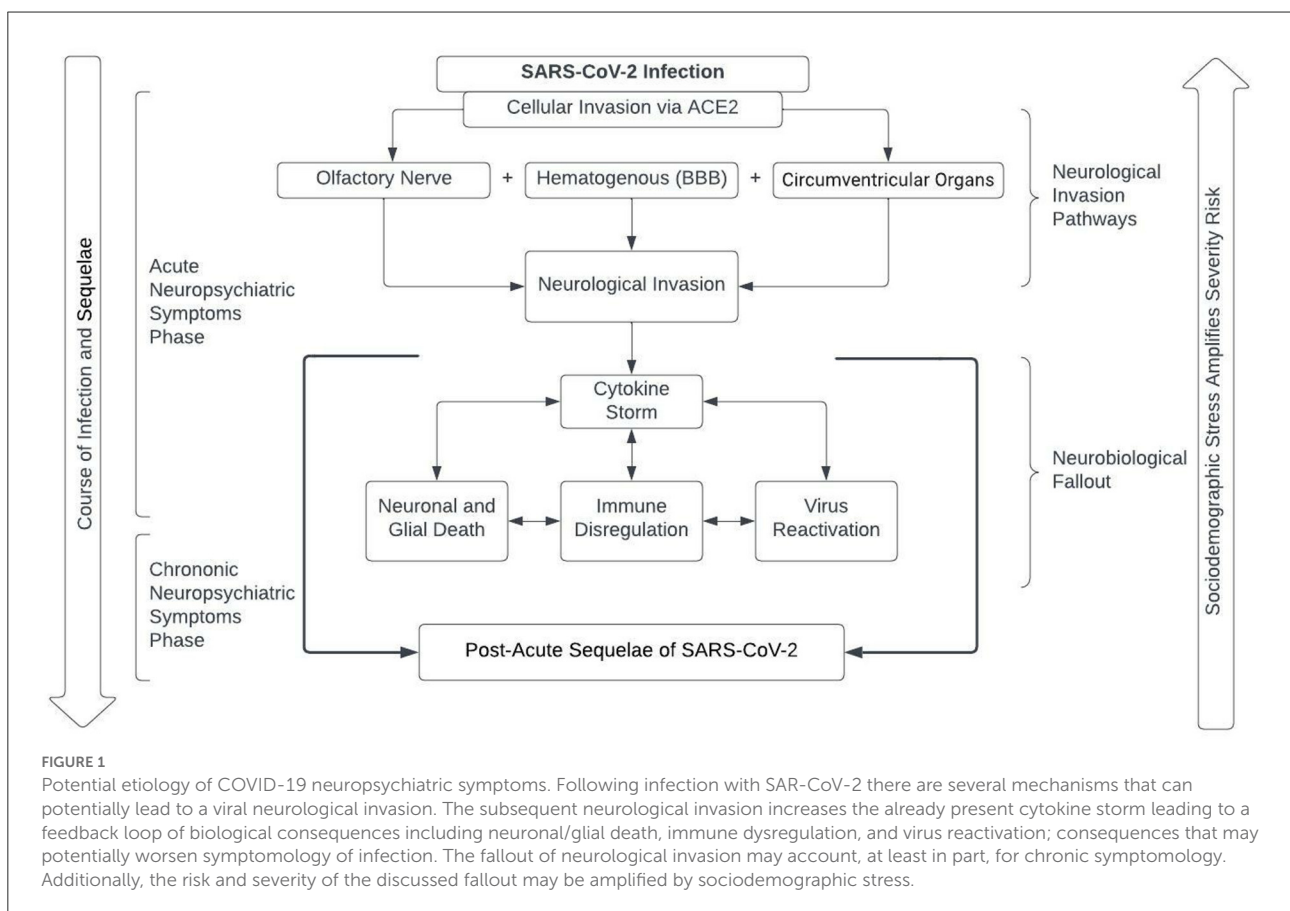 SARS-CoV-2 Infection
Cellular Invasion via ACE2
Olfactory Nerve + Hematogenous (BBB) + Circumventricular Organs
Neurological
Invasion
Pathways
Neurological Invasion
Acute
Neuropsychiatric
Symptoms
Phase
Course of Infection and Sequelae
Sociodemographic Stress Amplifies Severity Risk
Cytokine
Storm
Neurobiological
Fallout
Neuronal and
Glial Death
Immune
Disregulation
Virus
Reactivation
Chrononic
Neuropsychiatric
Symptoms
Phase
Post-Acute Sequelae of SARS-CoV-2
FIGURE 1
Potential etiology of COVID-19 neuropsychiatric symptoms. Following infection with SAR-CoV-2 there are several mechanisms that can
potentially lead to a viral neurological invasion. The subsequent neurological invasion increases the already present cytokine storm leading to a
feedback loop of biological consequences including neuronal/glial death, immune dysregulation, and virus reactivation; consequences that may
potentially worsen symptomology of infection. The fallout of neurological invasion may account, at least in part, for chronic symptomology.
Additionally, the risk and severity of the discussed fallout may be amplified by sociodemographic stress.